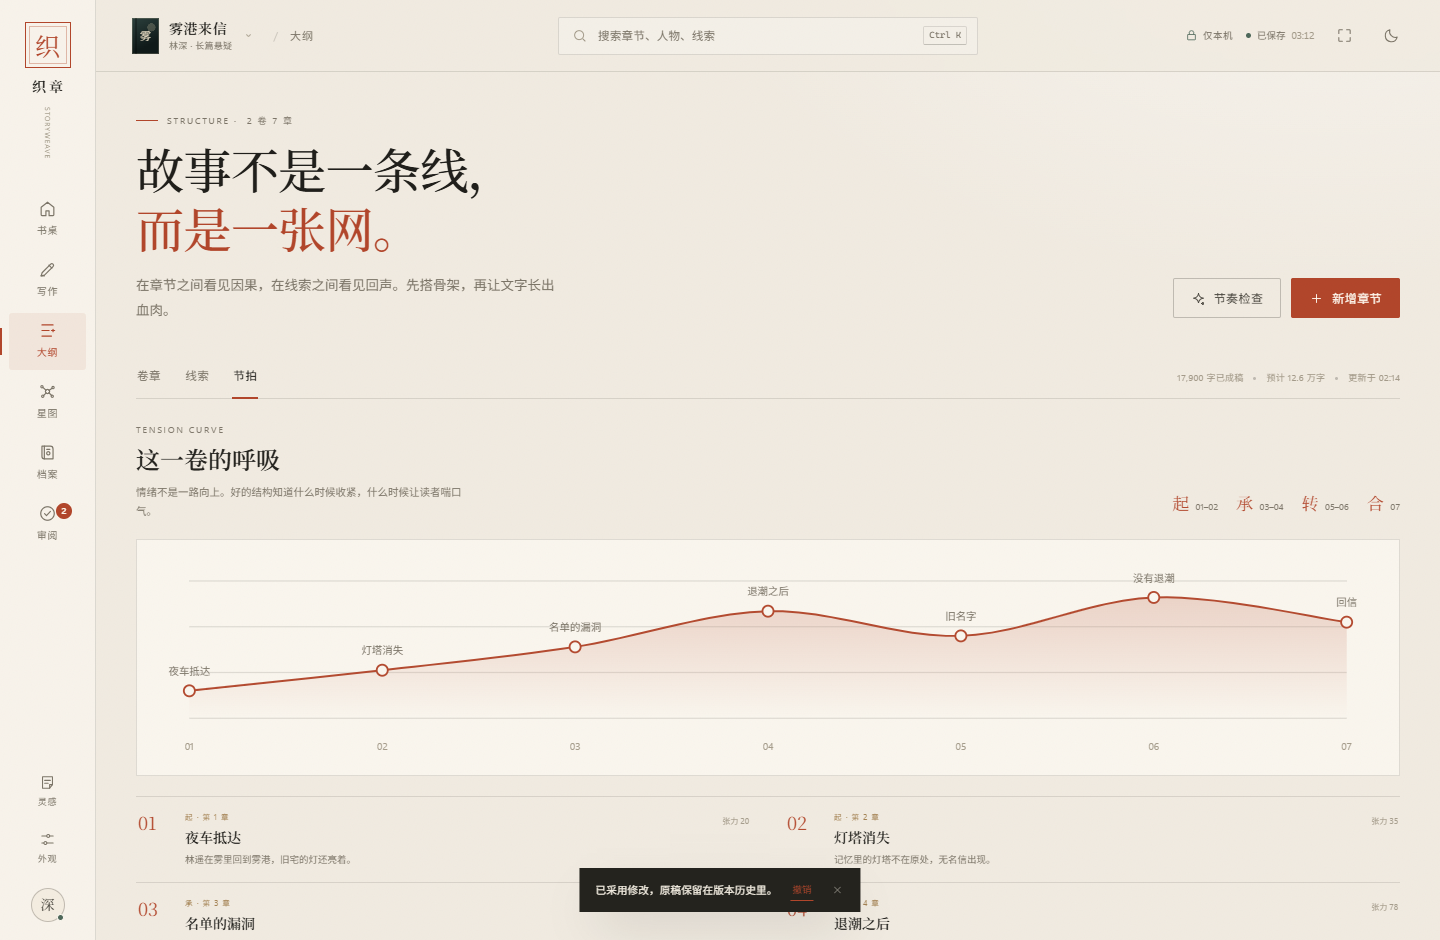 织
织章
STORYWEAVE
书桌
写作
大纲
星图
档案
2
审阅
灵感
外观
深
雾
雾港来信
林深 · 长篇悬疑
/ 大纲
搜索章节、人物、线索
Ctrl K
仅本机
已保存 03:12
STRUCTURE · 2 卷 7 章
故事不是一条线,
而是一张网。
在章节之间看见因果，在线索之间看见回声。先搭骨架，再让文字长出
血肉。
节奏检查
新增章节
卷章 线索 节拍
17,900 字已成稿 • 预计 12.6 万字 • 更新于 02:14
TENSION CURVE
这一卷的呼吸
情绪不是一路向上。好的结构知道什么时候收紧，什么时候让读者喘口
气。
起 01–02 承 03–04 转 05–06 合 07
夜车抵达
灯塔消失
名单的漏洞
退潮之后
旧名字
没有退潮
回信
01 02 03 04 05 06 07
01
起 · 第 1 章
夜车抵达
林遥在雾里回到雾港，旧宅的灯还亮着。
张力 20
02
起 · 第 2 章
灯塔消失
记忆里的灯塔不在原处，无名信出现。
张力 35
03
承 · 第 3 章
名单的漏洞
4 章
退潮之后
张力 78
已采用修改，原稿保留在版本历史里。 撤销 ×